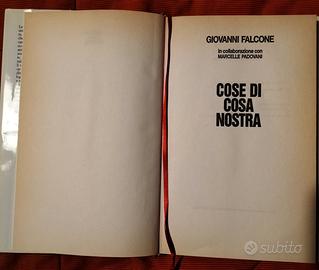 GIOVANNI FALCONE
in collaborazione con
MARCELLE PADOVANI
COSE DI
COSA
NOSTRA
subito